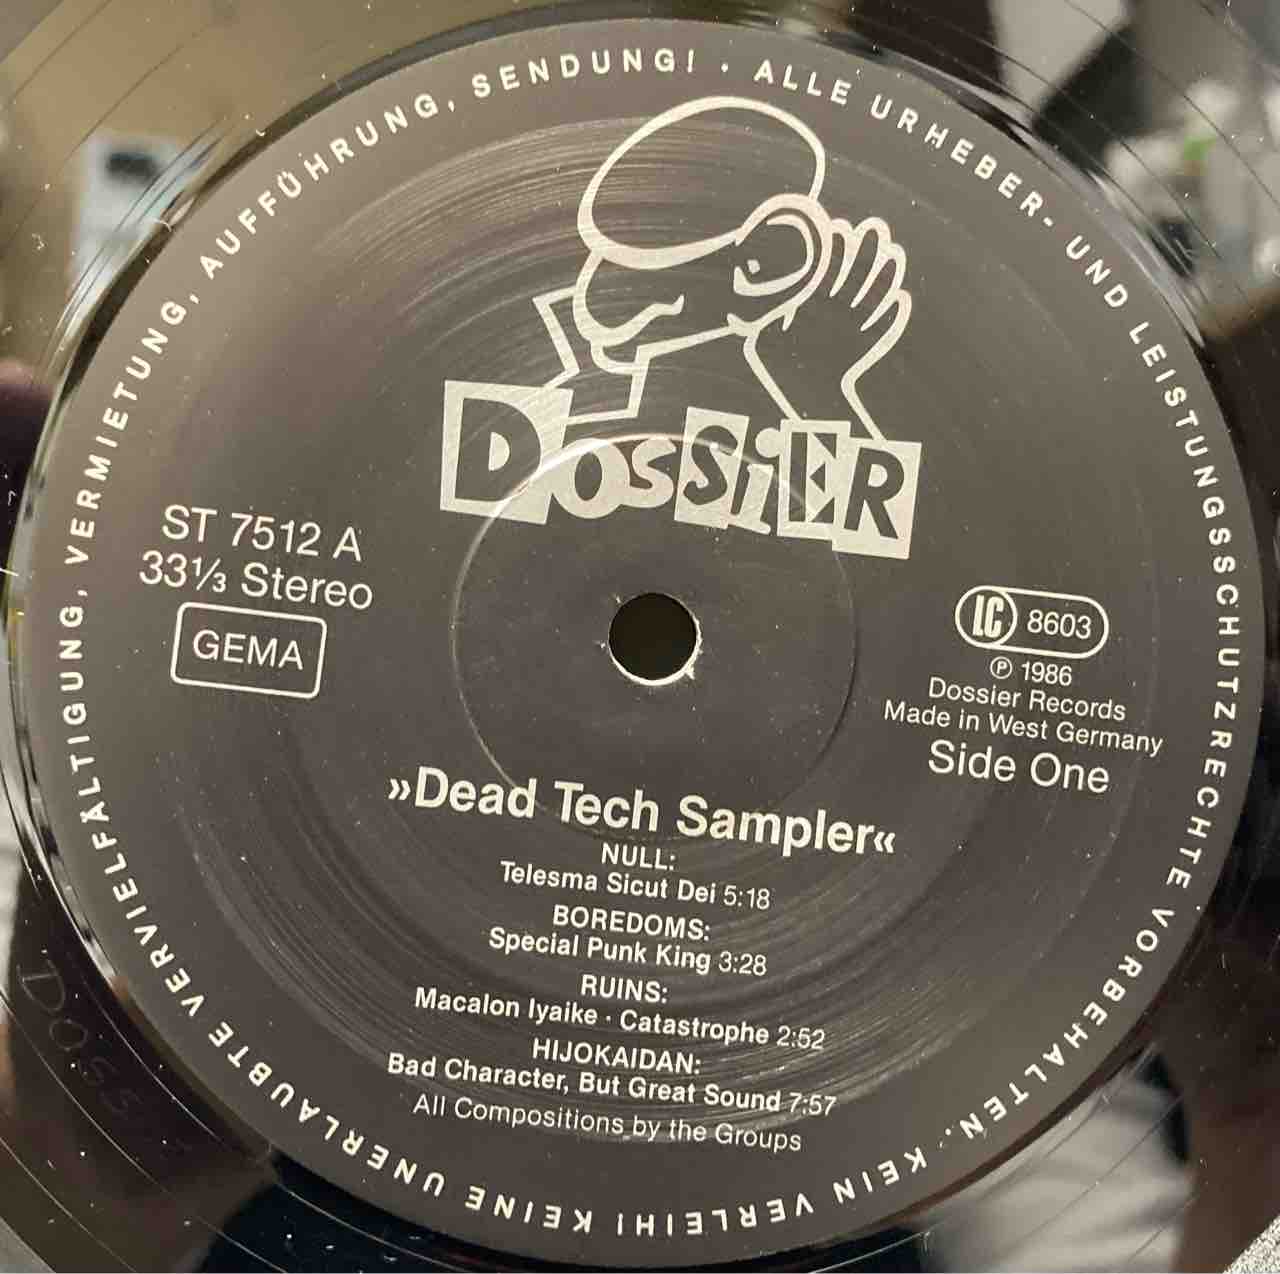 ALLE URHEBER- UND LEISTUNGSSCHUTZRECHTE VORBEHALTEN. KEIN VERLEIH! KEINE UNERLAUBTE VERVIELFÄLTIGUNG, VERMIETUNG, AUFFÜHRUNG, SENDUNG! ·
DOSSiER
ST 7512 A
33⅓ Stereo
GEMA
LC 8603
℗ 1986
Dossier Records
Made in West Germany
Side One
»Dead Tech Sampler«
NULL:
Telesma Sicut Dei 5:18
BOREDOMS:
Special Punk King 3:28
RUINS:
Macalon Iyaike · Catastrophe 2:52
HIJOKAIDAN:
Bad Character, But Great Sound 7:57
All Compositions by the Groups
DOSS